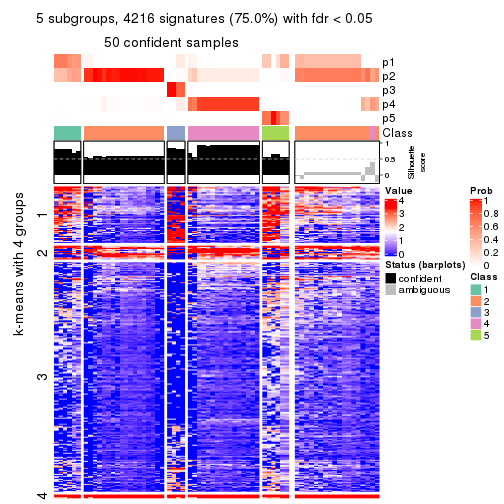 5 subgroups, 4216 signatures (75.0%) with fdr < 0.05
50 confident samples
p1
p2
p3
p4
p5
Class
1
0.5
0
Silhouette
score
k-means with 4 groups
1
2
3
4
Value
4
3
2
1
0
Status (barplots)
confident
ambiguous
Prob
1
0.8
0.6
0.4
0.2
0
Class
1
2
3
4
5